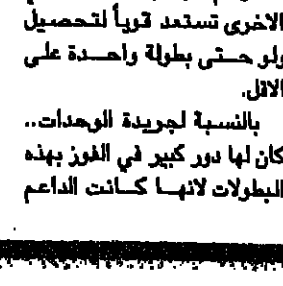 الاخرى تستعد قوياً لتحصيل
ولو حتى بطولة واحدة على
الاقل.
بالنسبة لجريدة الوحدات..
كان لها دور كبير في الفوز بهذه
البطولات لانها كانت الداعم